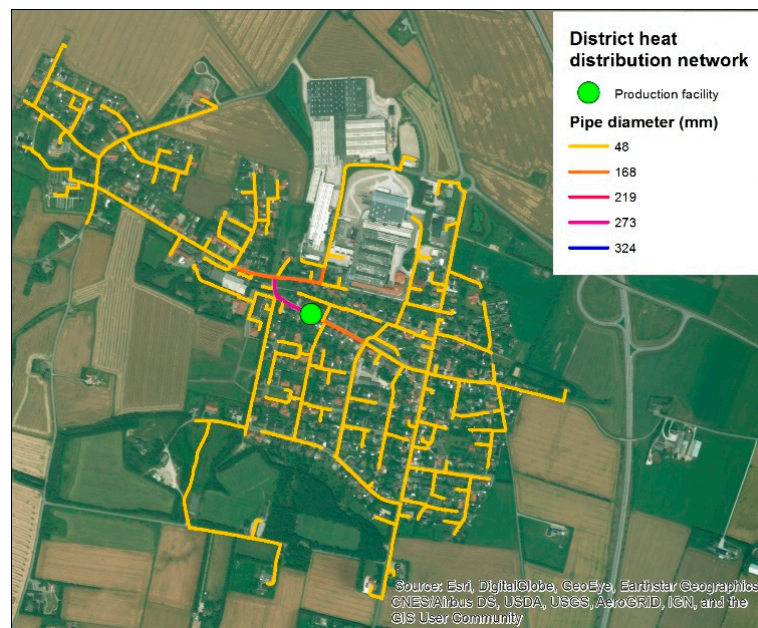 District heat
distribution network
Production facility
Pipe diameter (mm)
48
168
219
273
324
Source: Esri, DigitalGlobe, GeoEye, Earthstar Geographics,
CNES/Airbus DS, USDA, USGS, AeroGRID, IGN, and the
GIS User Community